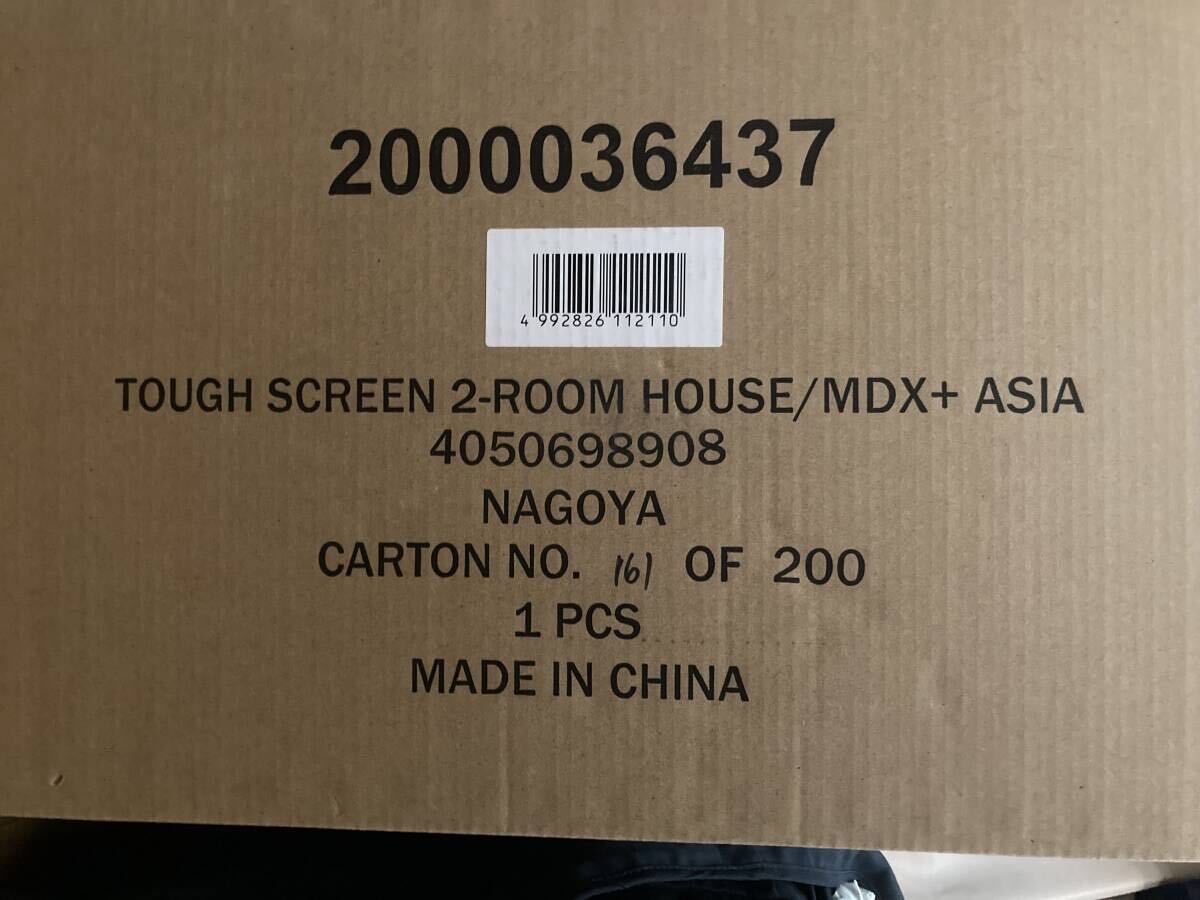 2000036437
4 992826 112110
TOUGH SCREEN 2-ROOM HOUSE/MDX+ ASIA
4050698908
NAGOYA
CARTON NO. 161 OF 200
1 PCS
MADE IN CHINA